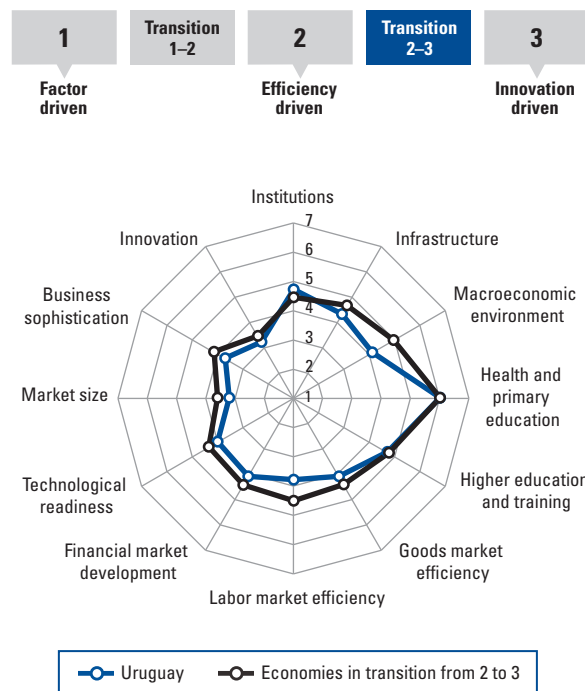 1
Transition
1–2
2
Transition
2–3
3
Factor
driven
Efficiency
driven
Innovation
driven
Institutions
7
6
5
4
3
2
1
Infrastructure
Macroeconomic
environment
Health and
primary
education
Higher education
and training
Goods market
efficiency
Labor market efficiency
Financial market
development
Technological
readiness
Market size
Business
sophistication
Innovation
Uruguay
Economies in transition from 2 to 3